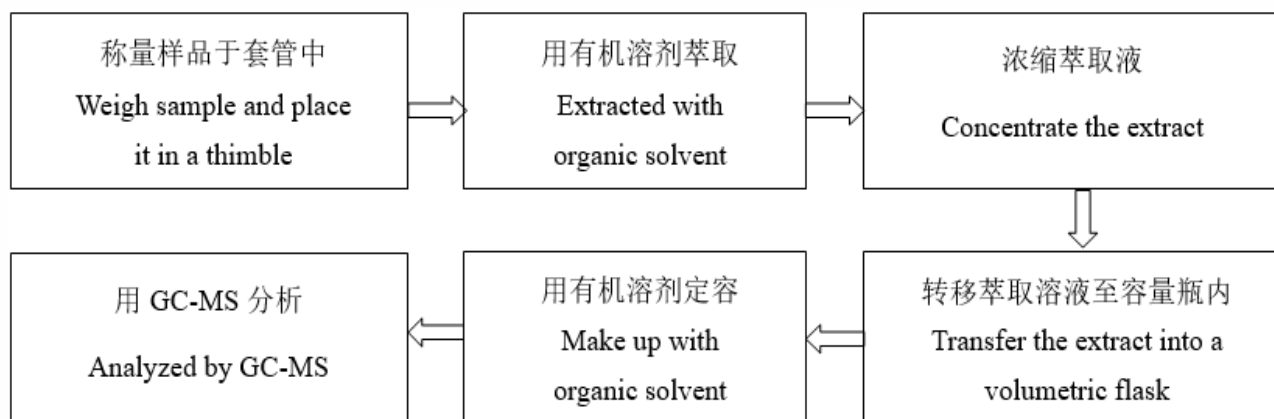 称量样品于套管中
Weigh sample and place
it in a thimble
用有机溶剂萃取
Extracted with
organic solvent
浓缩萃取液
Concentrate the extract
转移萃取溶液至容量瓶内
Transfer the extract into a
volumetric flask
用有机溶剂定容
Make up with
organic solvent
用 GC-MS 分析
Analyzed by GC-MS